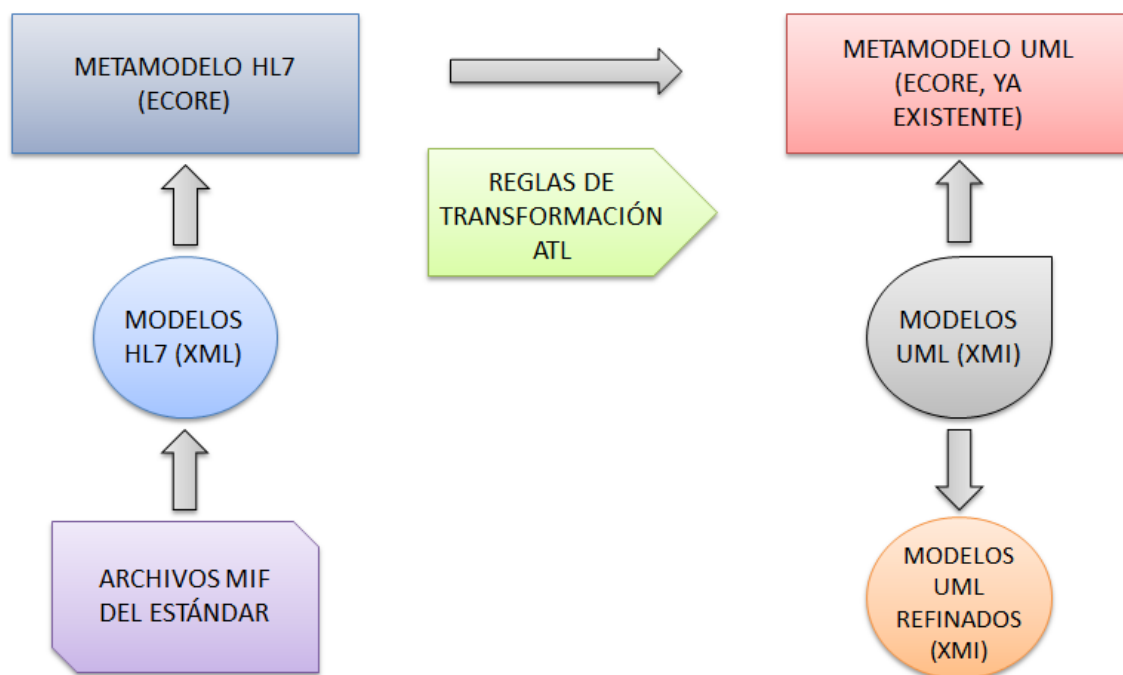 METAMODELO HL7
(ECORE)
METAMODELO UML
(ECORE, YA
EXISTENTE)
REGLAS DE
TRANSFORMACIÓN
ATL
MODELOS
HL7 (XML)
MODELOS
UML (XMI)
ARCHIVOS MIF
DEL ESTÁNDAR
MODELOS
UML
REFINADOS
(XMI)